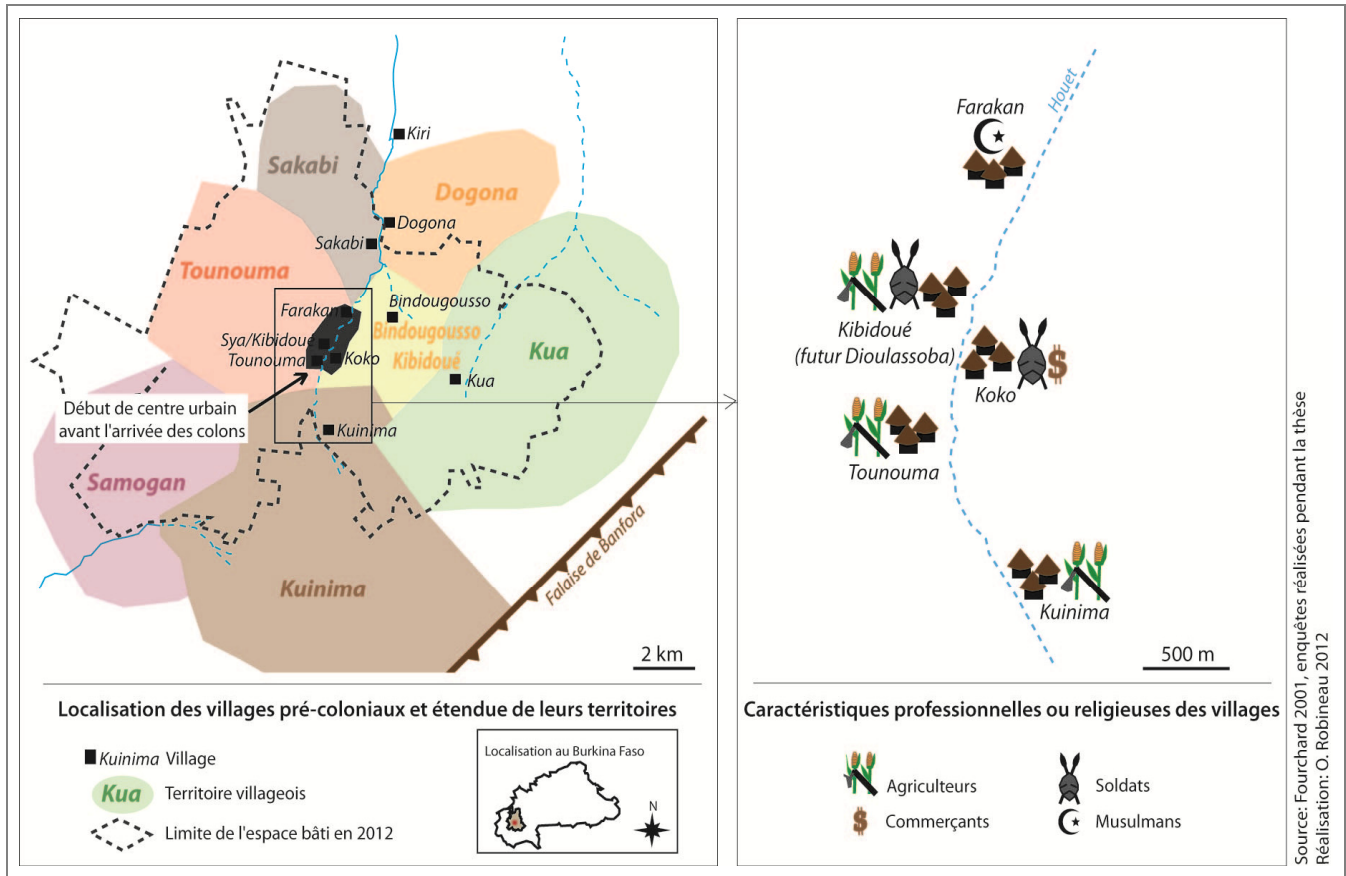 Kiri
Sakabi
Dogona
Dogona
Sakabi
Tounouma
Farakan
Bindougousso
Sya/Kibidoué
Bindougousso
Kibidoué
Tounouma
Koko
Kua
Kua
Début de centre urbain
avant l'arrivée des colons
Kuinima
Samogan
Kuinima
Falaise de Banfora
2 km
Localisation des villages pré-coloniaux et étendue de leurs territoires
Kuinima Village
Kua Territoire villageois
Limite de l'espace bâti en 2012
Localisation au Burkina Faso
N
Houet
Farakan
Kibidoué
(futur Dioulassoba)
Koko
Tounouma
Kuinima
500 m
Caractéristiques professionnelles ou religieuses des villages
Agriculteurs
Soldats
Commerçants
Musulmans
Source: Fourchard 2001, enquêtes réalisées pendant la thèse
Réalisation: O. Robineau 2012